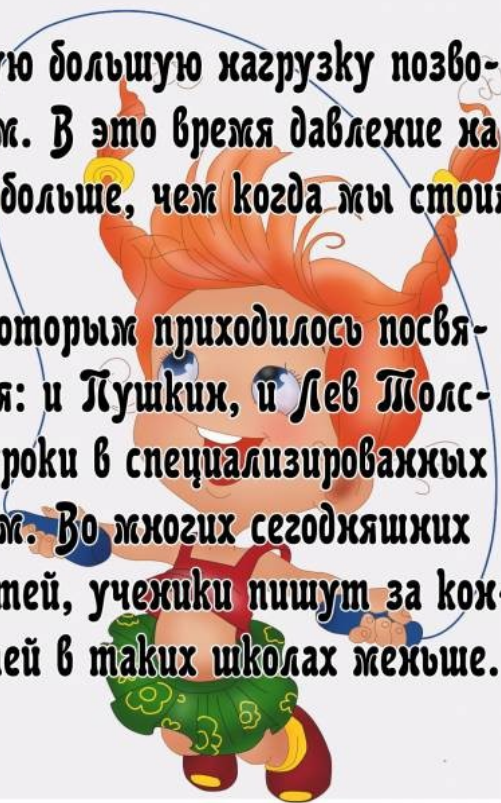 ю большую нагрузку позво-
м. В это время давление на
больше, чем когда мы стоим
оторым приходилось посвя-
я: и Пушкин, и Лев Толс-
роки в специализированных
м. Во многих сегодняшних
тей, ученики пишут за кон-
ей в таких школах меньше.